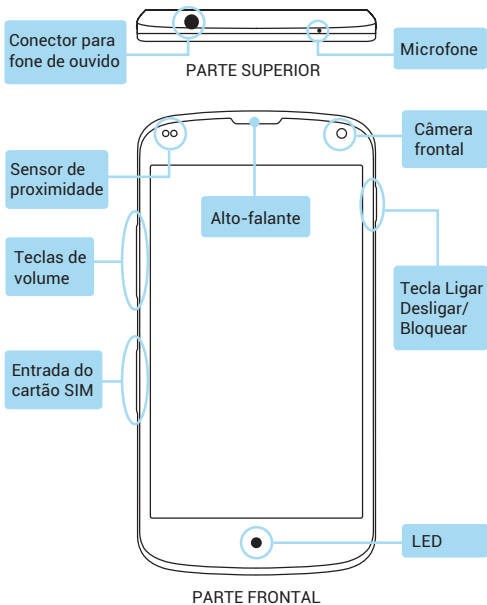 Conector para
fone de ouvido
Microfone
PARTE SUPERIOR
Câmera
frontal
Sensor de
proximidade
Alto-falante
Teclas de
volume
Tecla Ligar
Desligar/
Bloquear
Entrada do
cartão SIM
LED
PARTE FRONTAL